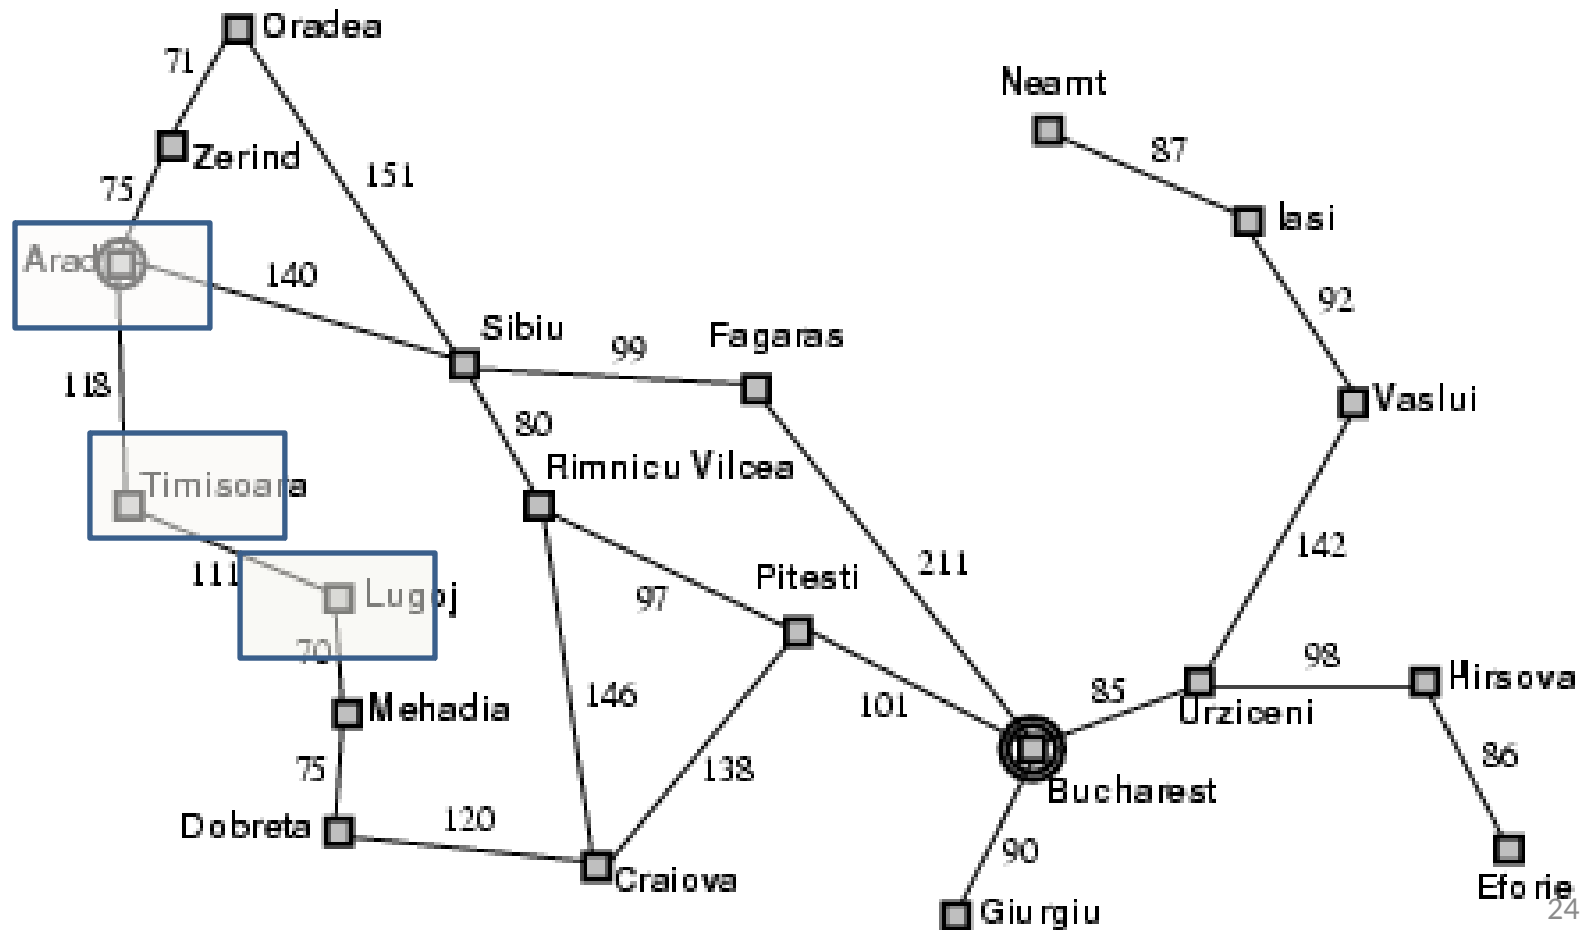 Oradea
71
Neamt
87
Zerind
151
75
Iasi
Arad
140
92
Sibiu
Fagaras
99
118
Vaslui
80
Rimnicu Vilcea
Timisoara
142
211
111
Lugoj
Pitesti
97
70
98
Hirsova
85
146
101
Urziceni
Mehadia
86
75
138
Bucharest
Dobreta
120
90
Craiova
Eforie
Giurgiu
24